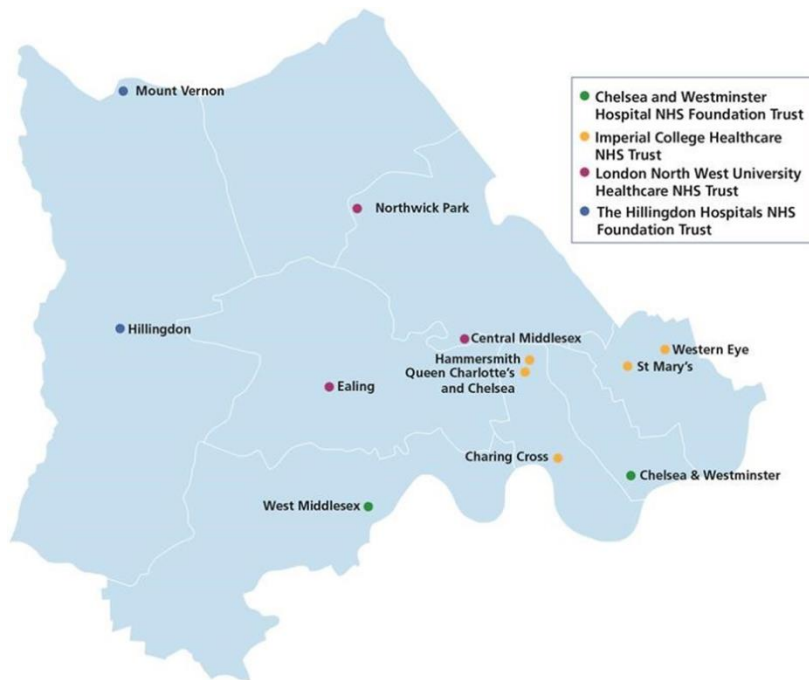 Mount Vernon
Chelsea and Westminster
Hospital NHS Foundation Trust
Imperial College Healthcare
NHS Trust
London North West University
Healthcare NHS Trust
The Hillingdon Hospitals NHS
Foundation Trust
Northwick Park
Hillingdon
Central Middlesex
Hammersmith
Queen Charlotte's
and Chelsea
Western Eye
St Mary's
Ealing
Charing Cross
Chelsea & Westminster
West Middlesex